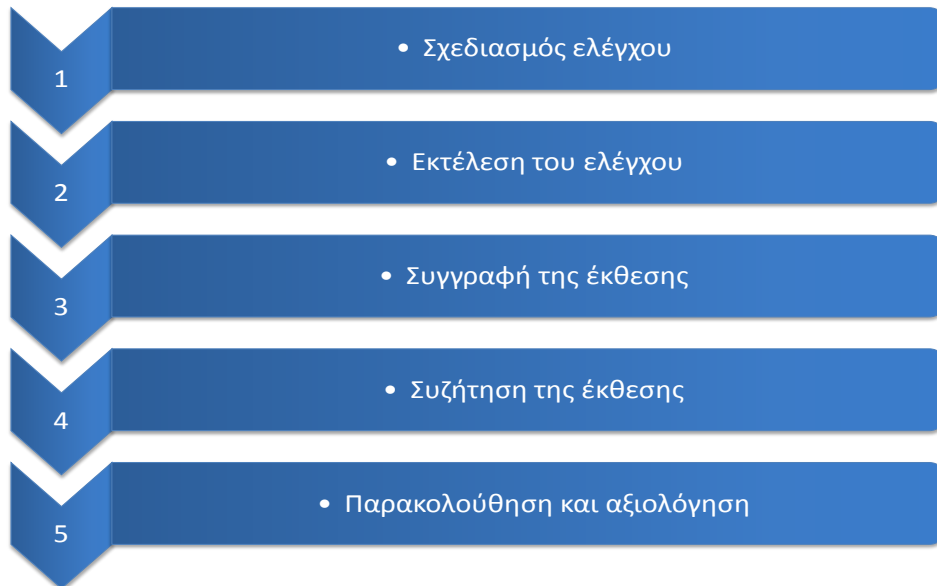 1
• Σχεδιασμός ελέγχου
2
• Εκτέλεση του ελέγχου
3
• Συγγραφή της έκθεσης
4
• Συζήτηση της έκθεσης
5
• Παρακολούθηση και αξιολόγηση